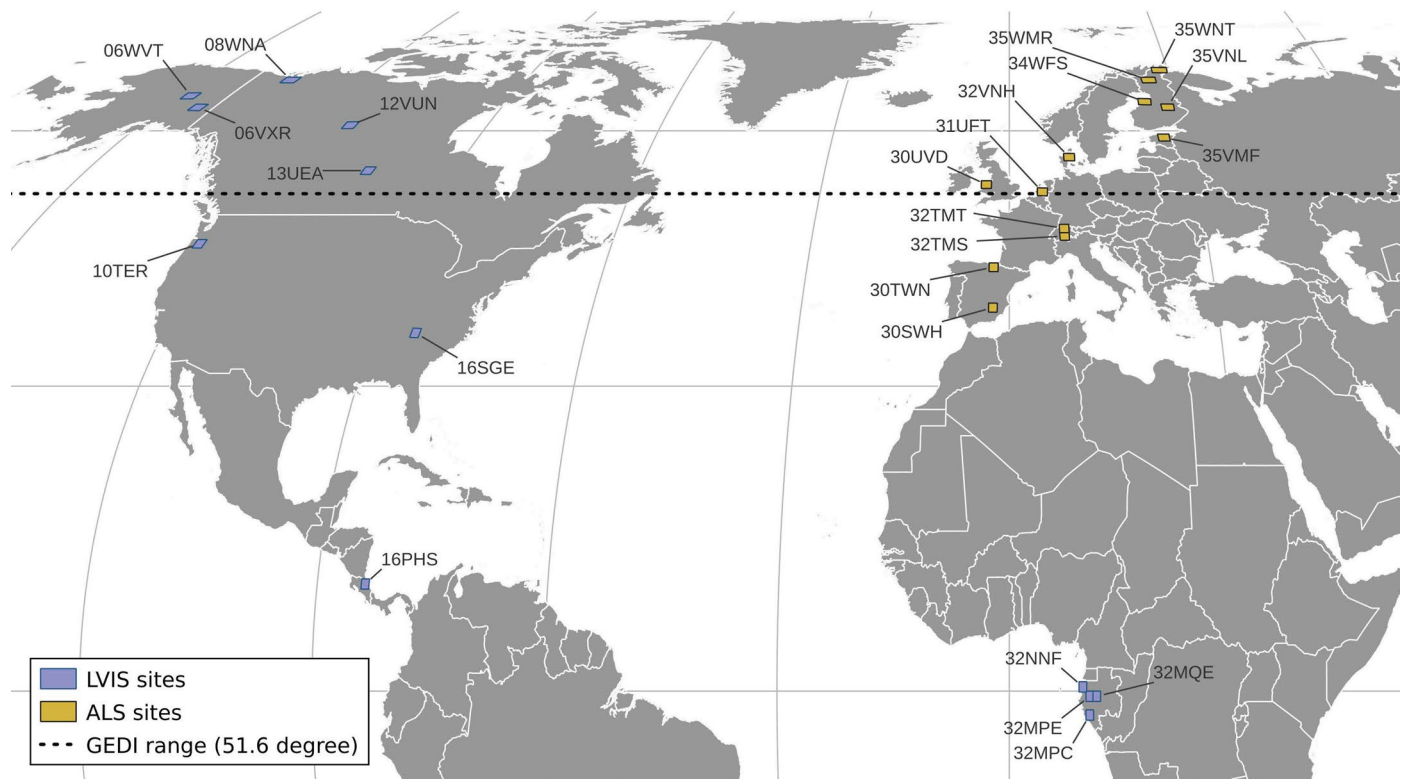 06WVT
08WNA
06VXR
12VUN
13UEA
10TER
16SGE
16PHS
35WNT
35WMR
35VNL
34WFS
32VNH
31UFT
30UVD
35VMF
32TMT
32TMS
30TWN
30SWH
32NNF
32MQE
32MPE
32MPC
LVIS sites
ALS sites
GEDI range (51.6 degree)